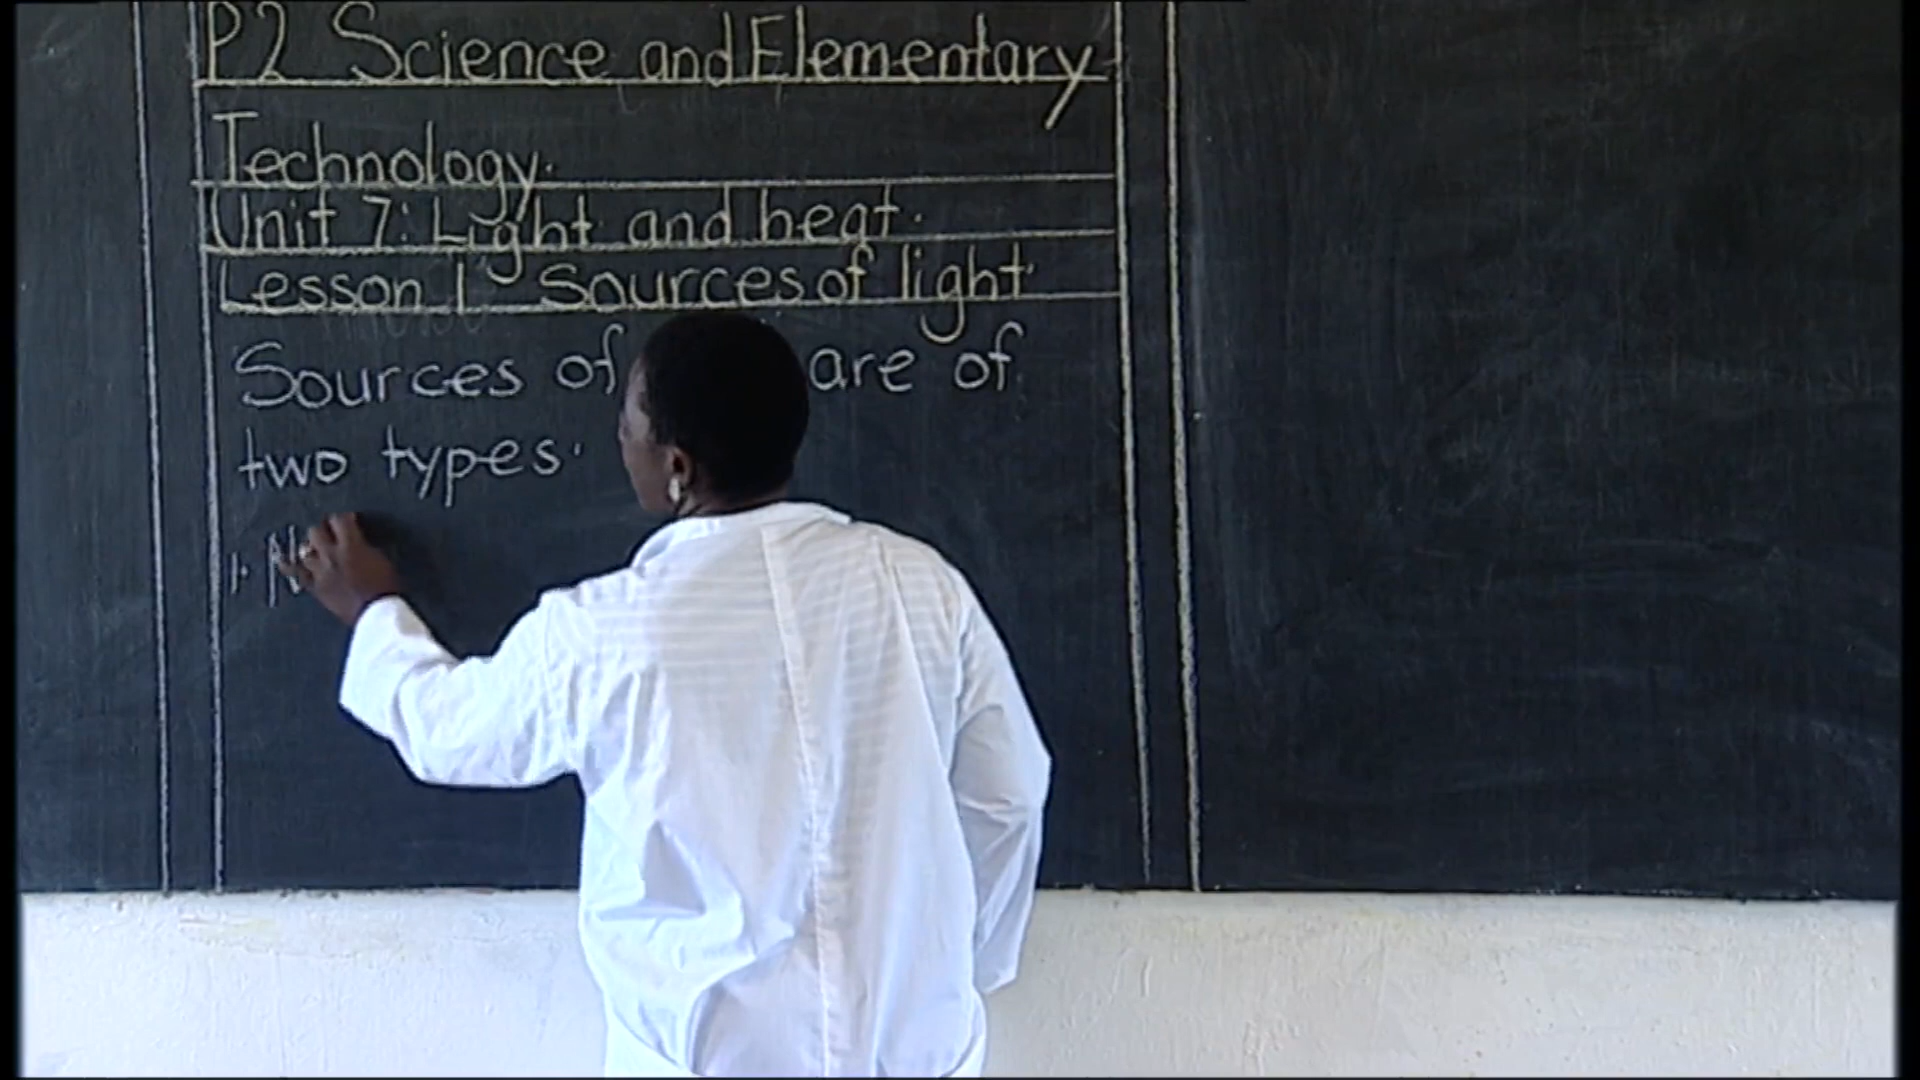 P2 Science and Elementary
Technology.
Unit 7: Light and heat.
Lesson 1 Sources of light.
Sources of are of
two types.
1. N